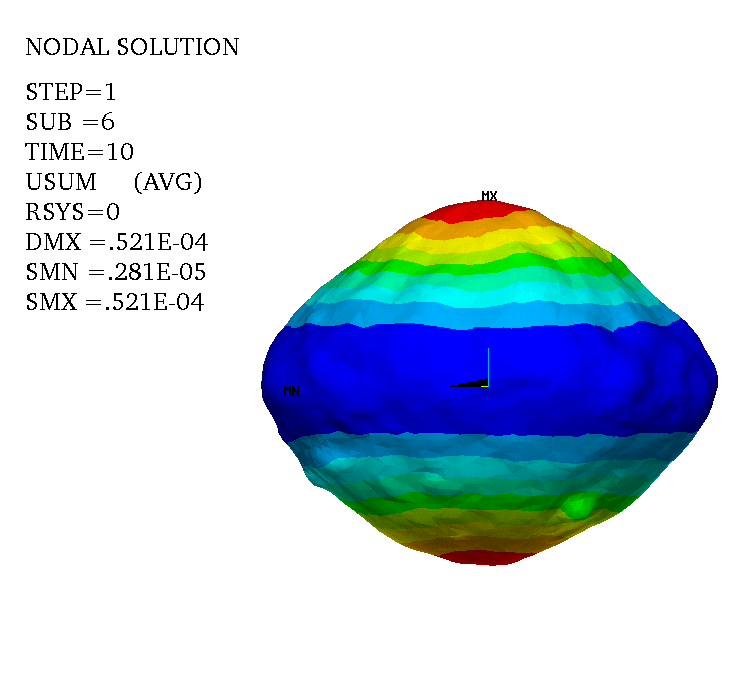 NODAL SOLUTION
STEP=1
SUB =6
TIME=10
USUM (AVG)
RSYS=0
DMX =.521E-04
SMN =.281E-05
SMX =.521E-04
MX
MN